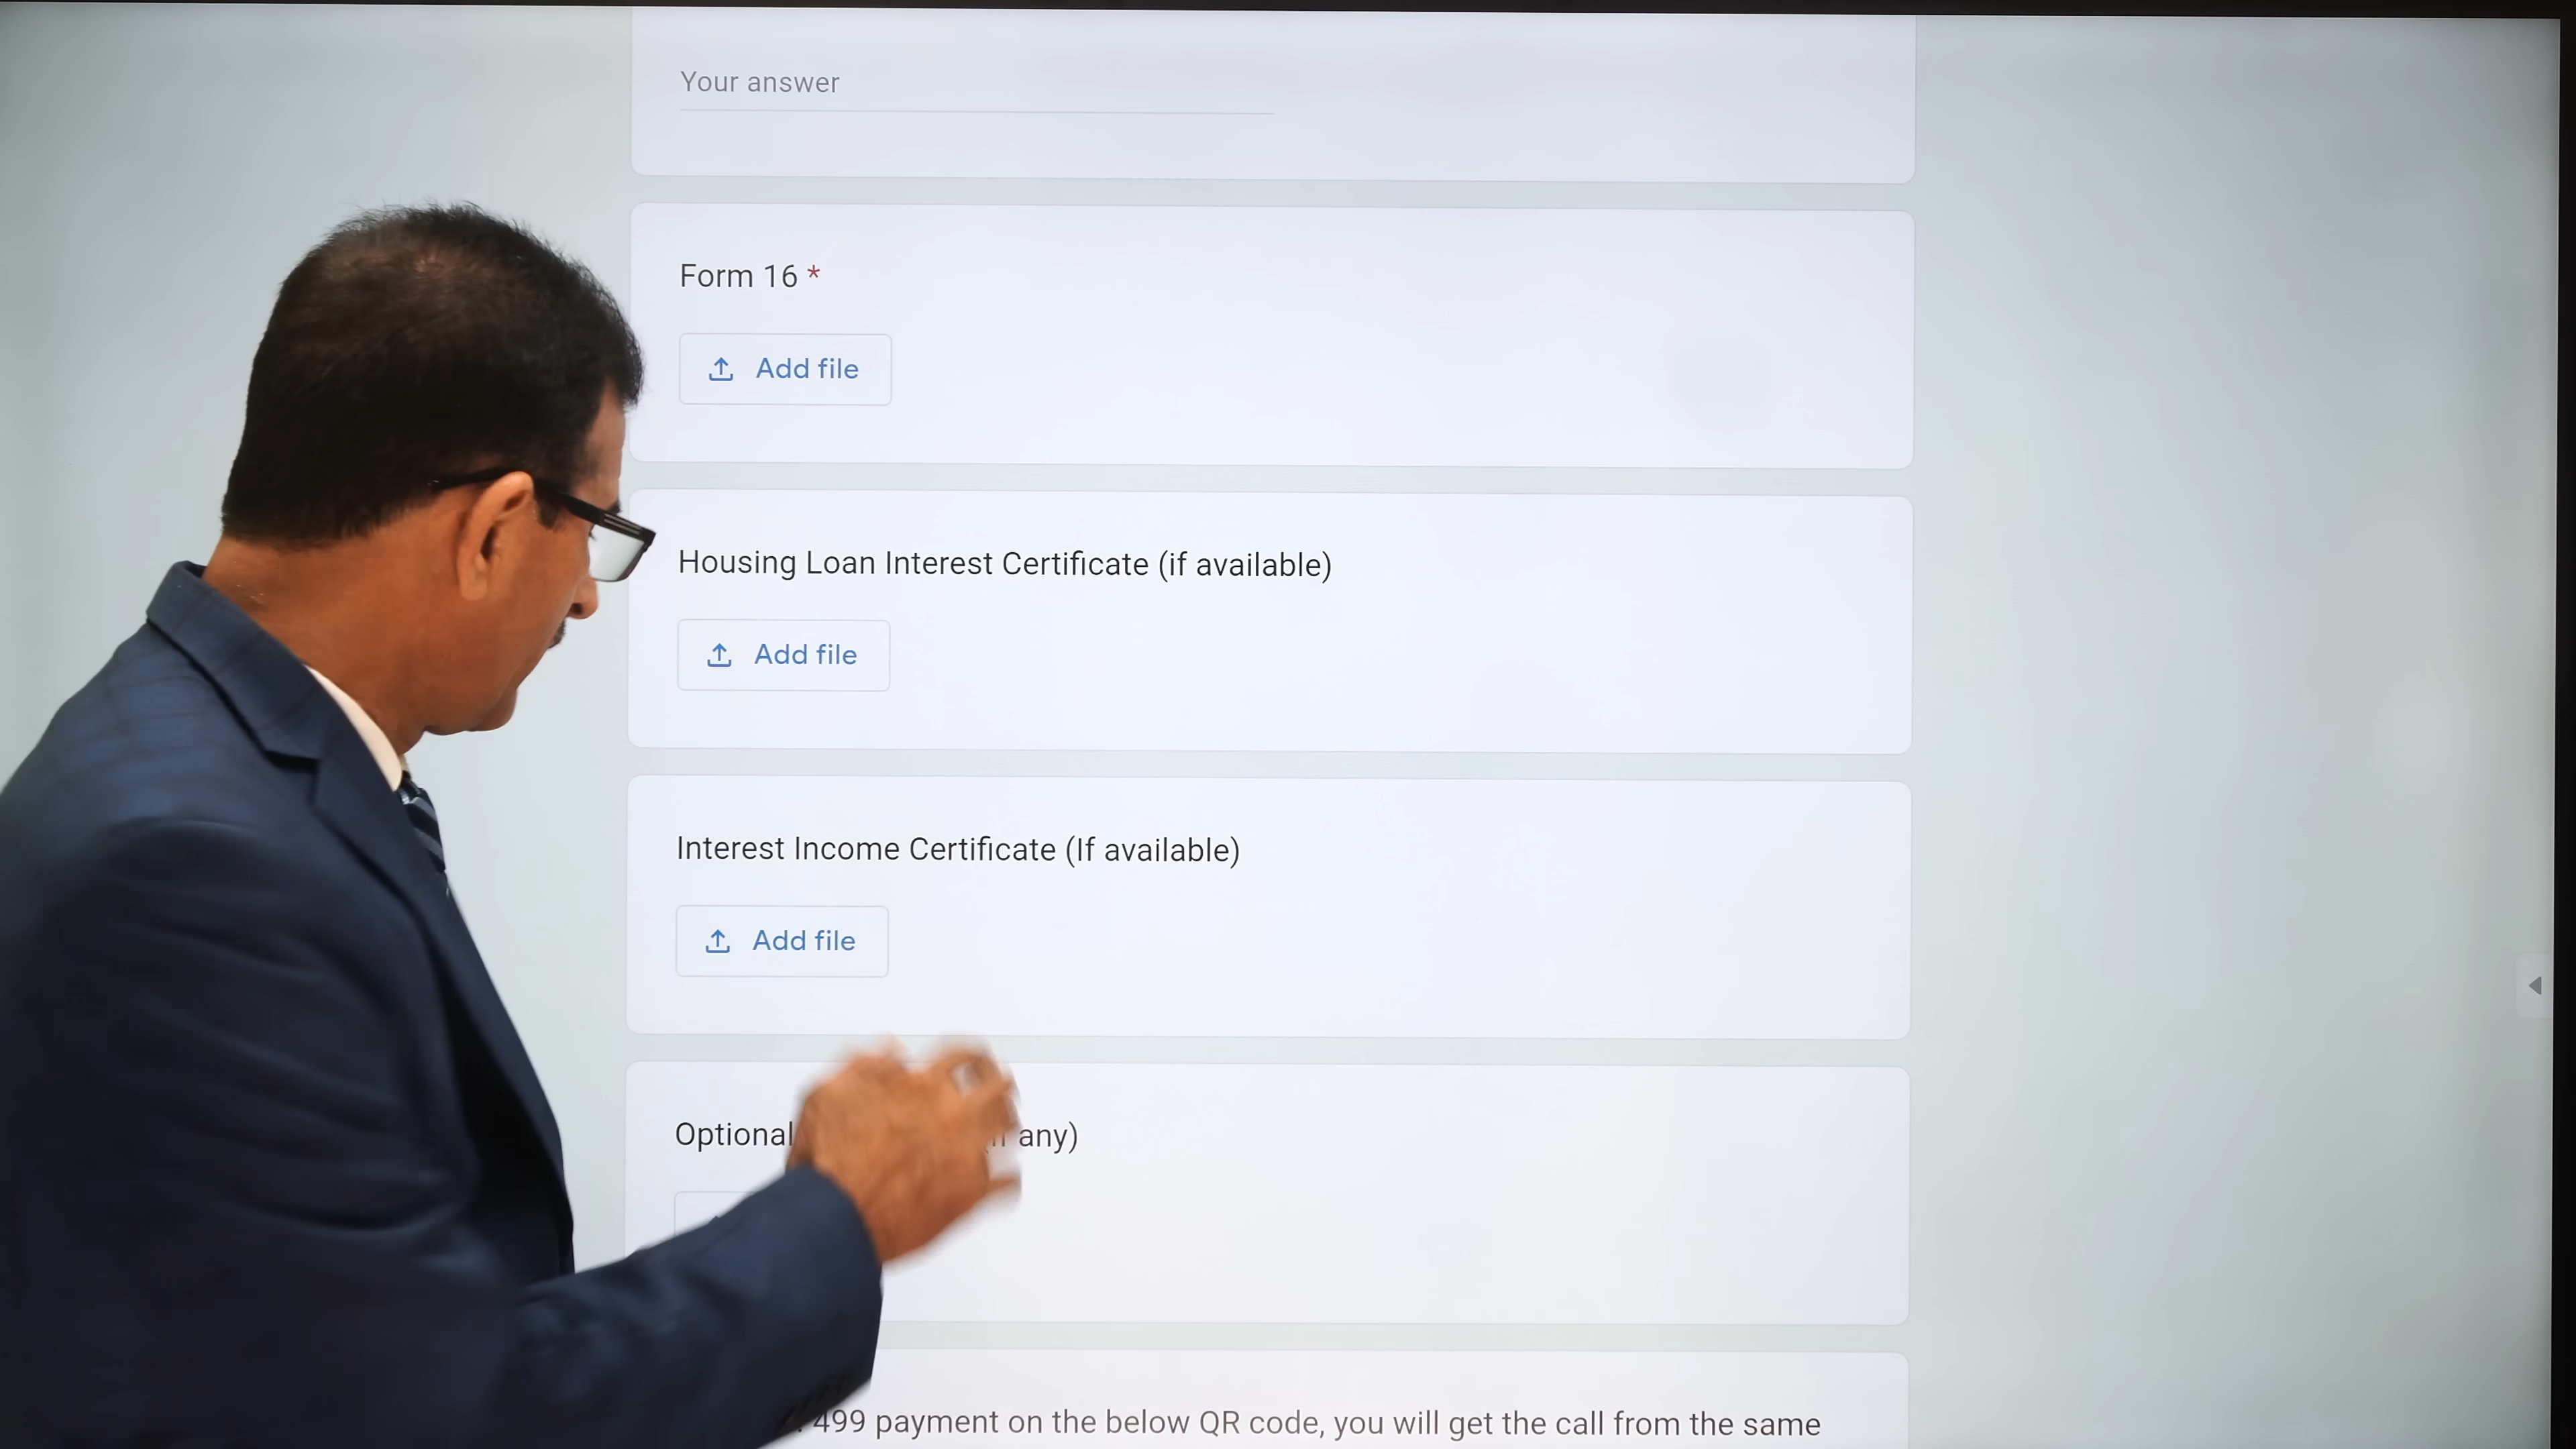 Your answer
Form 16 *
Add file
Housing Loan Interest Certificate (if available)
Add file
Interest Income Certificate (If available)
Add file
Optional any)
499 payment on the below QR code, you will get the call from the same